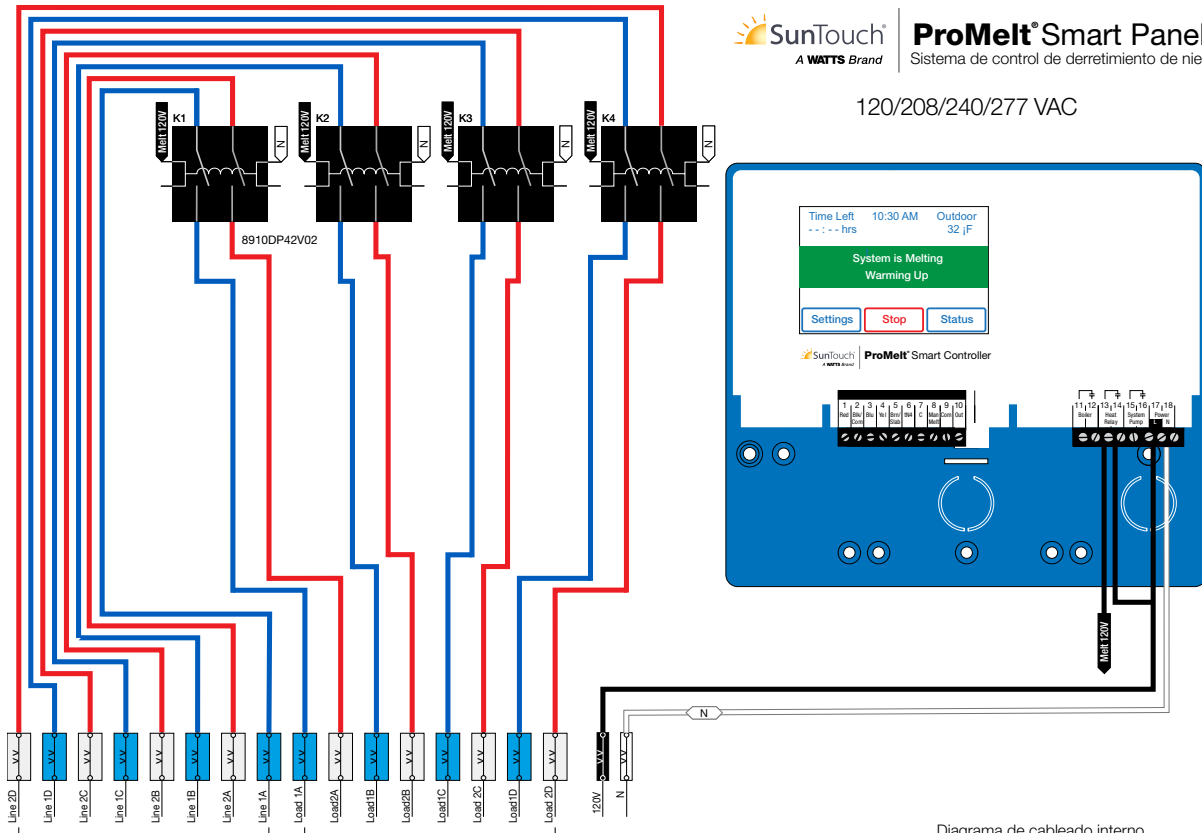 SunTouch®
A WATTS Brand
ProMelt® Smart Panel
Sistema de control de derretimiento de nie
120/208/240/277 VAC
K1
K2
K3
K4
Melt 120V
N
Melt 120V
N
Melt 120V
N
Melt 120V
N
8910DP42V02
Time Left
10:30 AM
Outdoor
- - : - - hrs
32 ¡F
System is Melting
Warming Up
Settings
Stop
Status
SunTouch
A WATTS Brand
ProMelt® Smart Controller
1 2 3 4 5 6 7 8 9 10
Red
Blk/
Com
Blu
Yel
Brn/
Slab
tN4
C
Man
Melt
Com
Out
11 12 13 14 15 16 17 18
Boiler
Heat
Relay
System
Pump
Power
L
N
Melt 120V
N
Line 2D
Line 1D
Line 2C
Line 1C
Line 2B
Line 1B
Line 2A
Line 1A
Load 1A
Load2A
Load1B
Load2B
Load1C
Load 2C
Load1D
Load 2D
120V
N
Diagrama de cableado interno